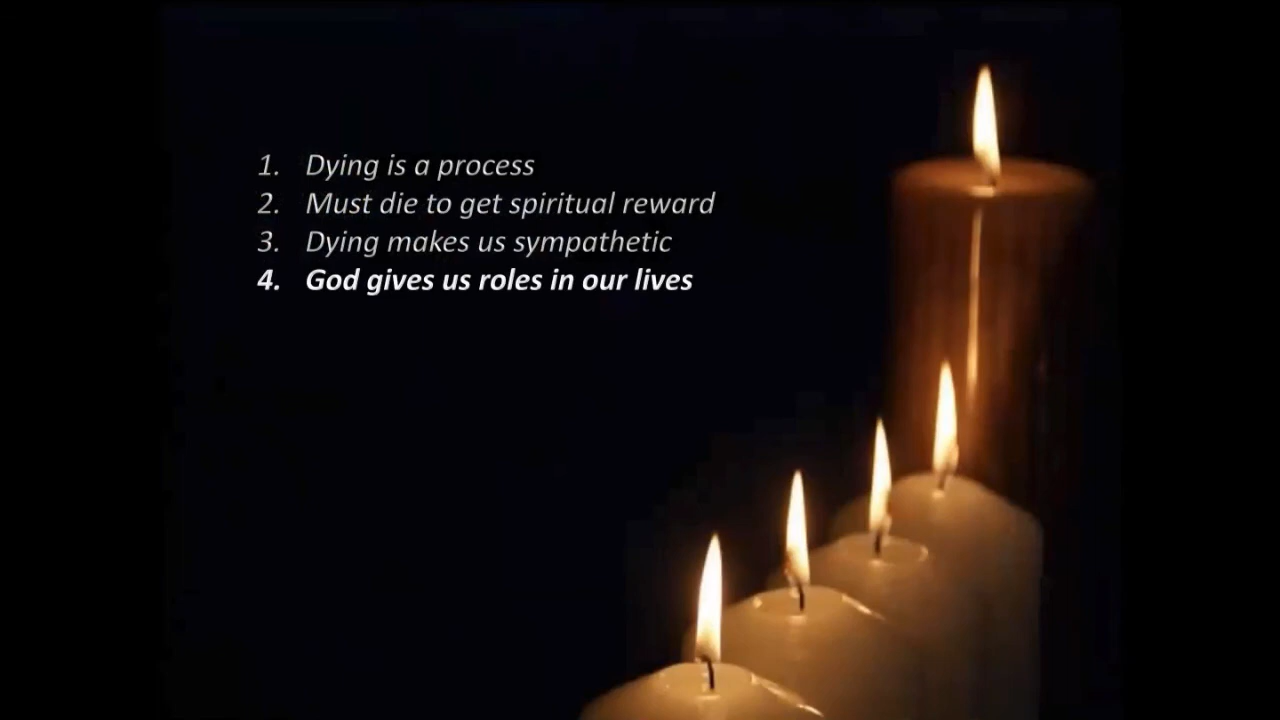 1. Dying is a process
2. Must die to get spiritual reward
3. Dying makes us sympathetic
4. God gives us roles in our lives